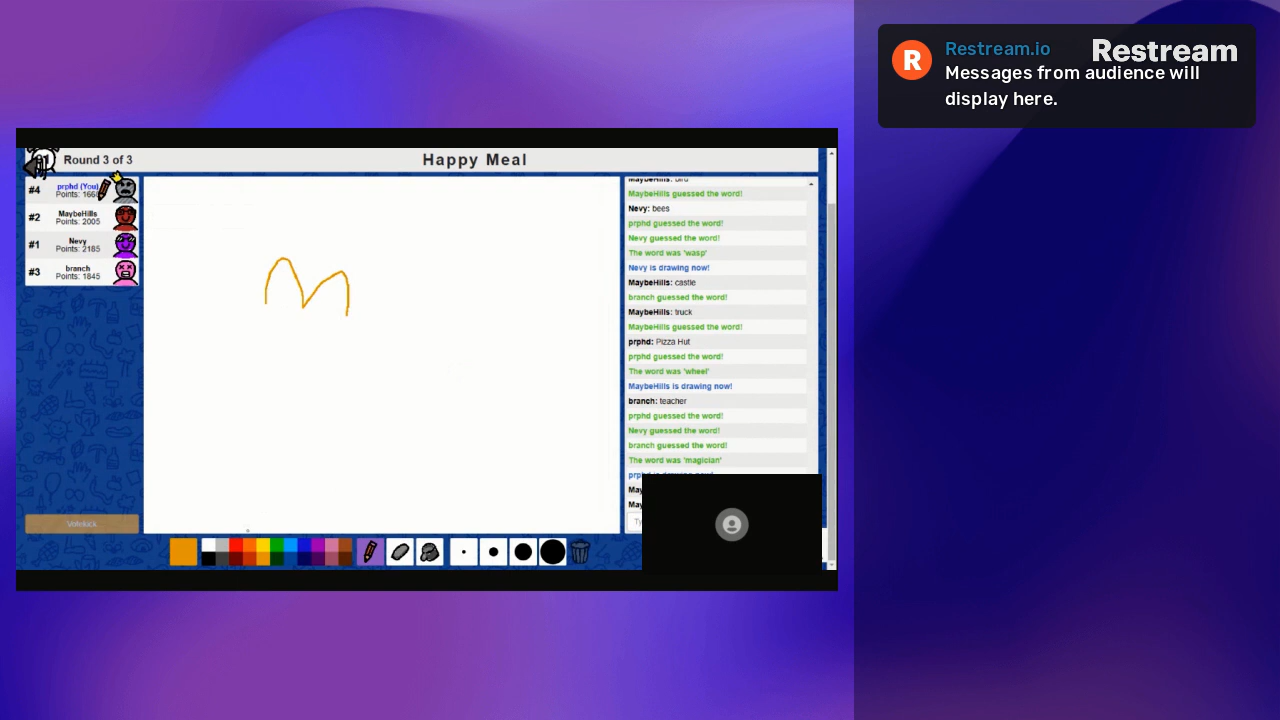 Restream.io
Restream
Messages from audience will
display here.
Round 3 of 3
Happy Meal
#4
prphd (You)
#2
MaybeHills
Points: 2005
#1
Nevy
Points: 2185
#3
branch
Points: 1845
Votekick
MaybeHills: bird
MaybeHills guessed the word!
Nevy: bees
prphd guessed the word!
Nevy guessed the word!
The word was 'wasp'
Nevy is drawing now!
MaybeHills: castle
branch guessed the word!
MaybeHills: truck
MaybeHills guessed the word!
prphd: Pizza Hut
prphd guessed the word!
The word was 'wheel'
MaybeHills is drawing now!
branch: teacher
prphd guessed the word!
Nevy guessed the word!
branch guessed the word!
The word was 'magician'